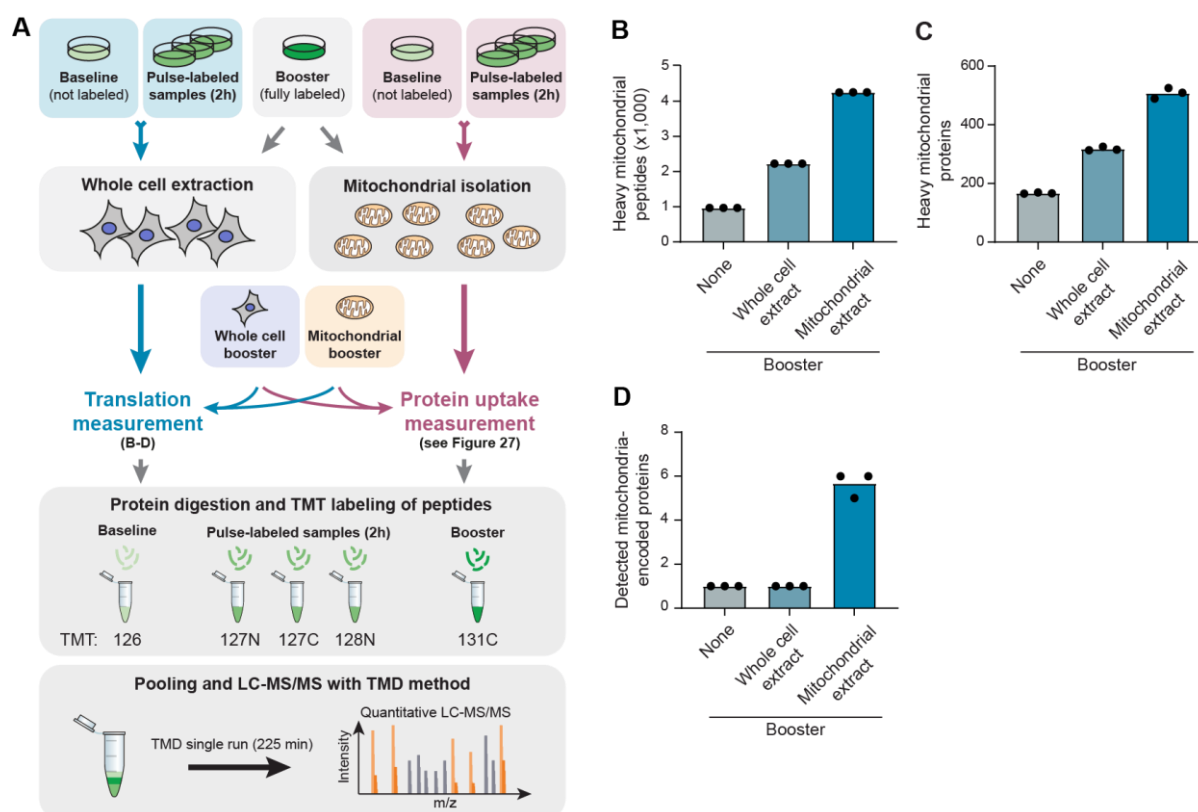 A
Baseline
(not labeled)
Pulse-labeled
samples (2h)
Booster
(fully labeled)
Baseline
(not labeled)
Pulse-labeled
samples (2h)
Whole cell extraction
Mitochondrial isolation
Whole cell
booster
Mitochondrial
booster
Translation
measurement
(B-D)
Protein uptake
measurement
(see Figure 27)
Protein digestion and TMT labeling of peptides
Baseline
Pulse-labeled samples (2h)
Booster
TMT: 126 127N 127C 128N 131C
Pooling and LC-MS/MS with TMD method
TMD single run (225 min)
Quantitative LC-MS/MS
Intensity
m/z
B
Heavy mitochondrial
peptides (x1,000)
5
4
3
2
1
0
None
Whole cell
extract
Mitochondrial
extract
Booster
C
Heavy mitochondrial
proteins
600
400
200
0
None
Whole cell
extract
Mitochondrial
extract
Booster
D
Detected mitochondria-
encoded proteins
8
6
4
2
0
None
Whole cell
extract
Mitochondrial
extract
Booster